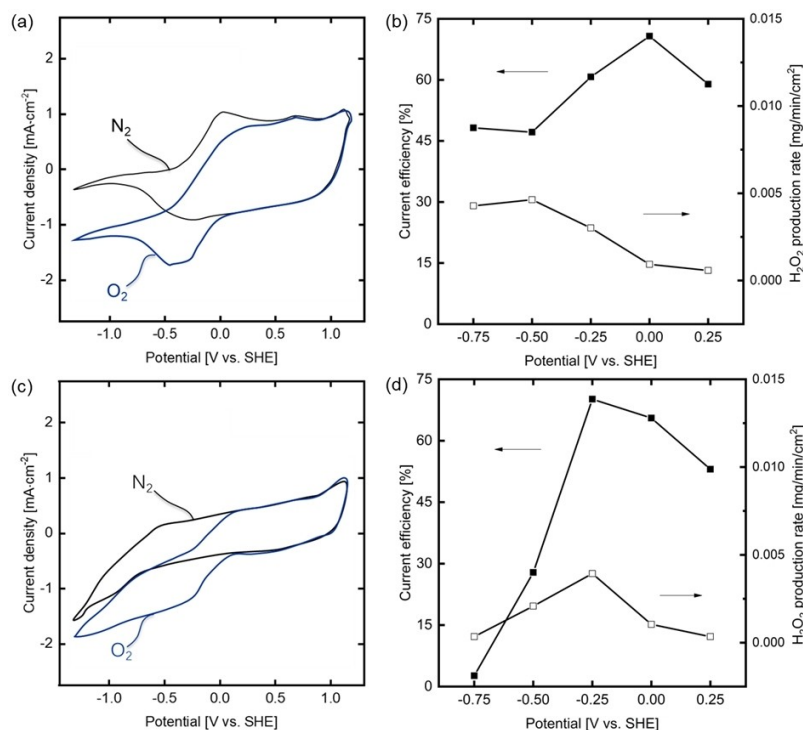 (a)
2
1
0
-1
-2
Current density [mA·cm⁻²]
N₂
O₂
-1.0 -0.5 0.0 0.5 1.0
Potential [V vs. SHE]
(b)
75
60
45
30
15
0
Current efficiency [%]
0.015
0.010
0.005
0.000
H₂O₂ production rate [mg/min/cm²]
-0.75 -0.50 -0.25 0.00 0.25
Potential [V vs. SHE]
(c)
2
1
0
-1
-2
Current density [mA·cm⁻²]
N₂
O₂
-1.0 -0.5 0.0 0.5 1.0
Potential [V vs. SHE]
(d)
75
60
45
30
15
0
Current efficiency [%]
0.015
0.010
0.005
0.000
H₂O₂ production rate [mg/min/cm²]
-0.75 -0.50 -0.25 0.00 0.25
Potential [V vs. SHE]